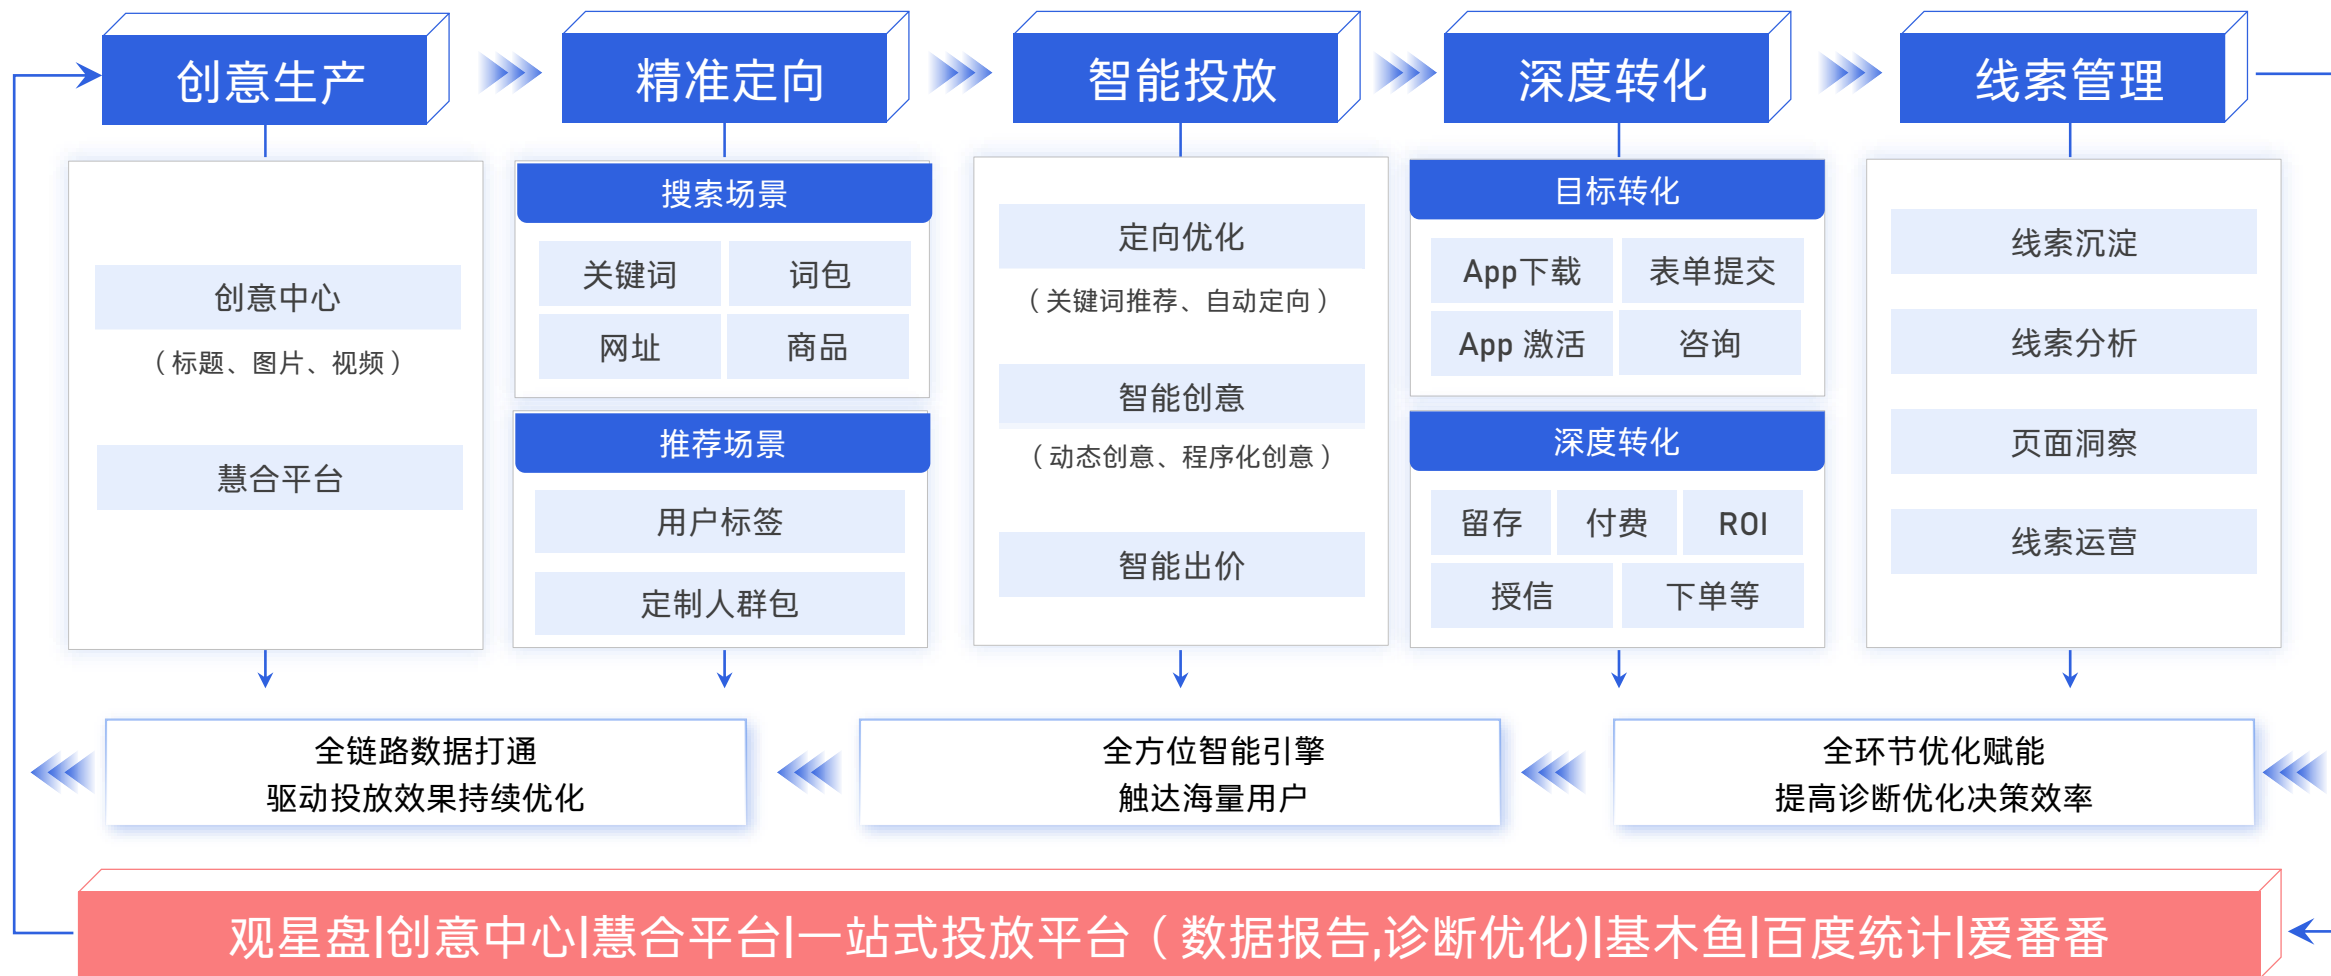 创意生产
精准定向
智能投放
深度转化
线索管理
创意中心
（标题、图片、视频）
慧合平台
搜索场景
关键词
词包
网址
商品
推荐场景
用户标签
定制人群包
定向优化
（关键词推荐、自动定向）
智能创意
（动态创意、程序化创意）
智能出价
目标转化
App下载
表单提交
App 激活
咨询
深度转化
留存
付费
ROI
授信
下单等
线索沉淀
线索分析
页面洞察
线索运营
全链路数据打通
驱动投放效果持续优化
全方位智能引擎
触达海量用户
全环节优化赋能
提高诊断优化决策效率
观星盘|创意中心|慧合平台|一站式投放平台（数据报告,诊断优化)|基木鱼|百度统计|爱番番